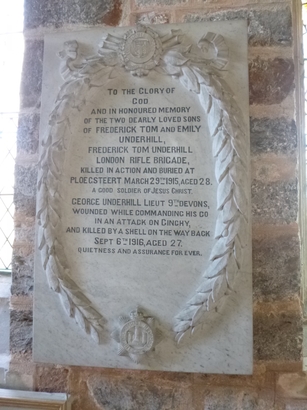 TO THE GLORY OF
GOD
AND IN HONOURED MEMORY
OF THE TWO DEARLY LOVED SONS
OF FREDERICK TOM AND EMILY
UNDERHILL,
FREDERICK TOM UNDERHILL
LONDON RIFLE BRIGADE,
KILLED IN ACTION AND BURIED AT
PLOEGSTEERT MARCH 29TH 1915, AGED 28.
A GOOD SOLDIER OF JESUS CHRIST.
GEORGE UNDERHILL LIEUT 9TH DEVONS,
WOUNDED WHILE COMMANDING HIS CO
IN AN ATTACK ON GINCHY,
AND KILLED BY A SHELL ON THE WAY BACK
SEPT 6TH 1916, AGED 27.
QUIETNESS AND ASSURANCE FOR EVER.